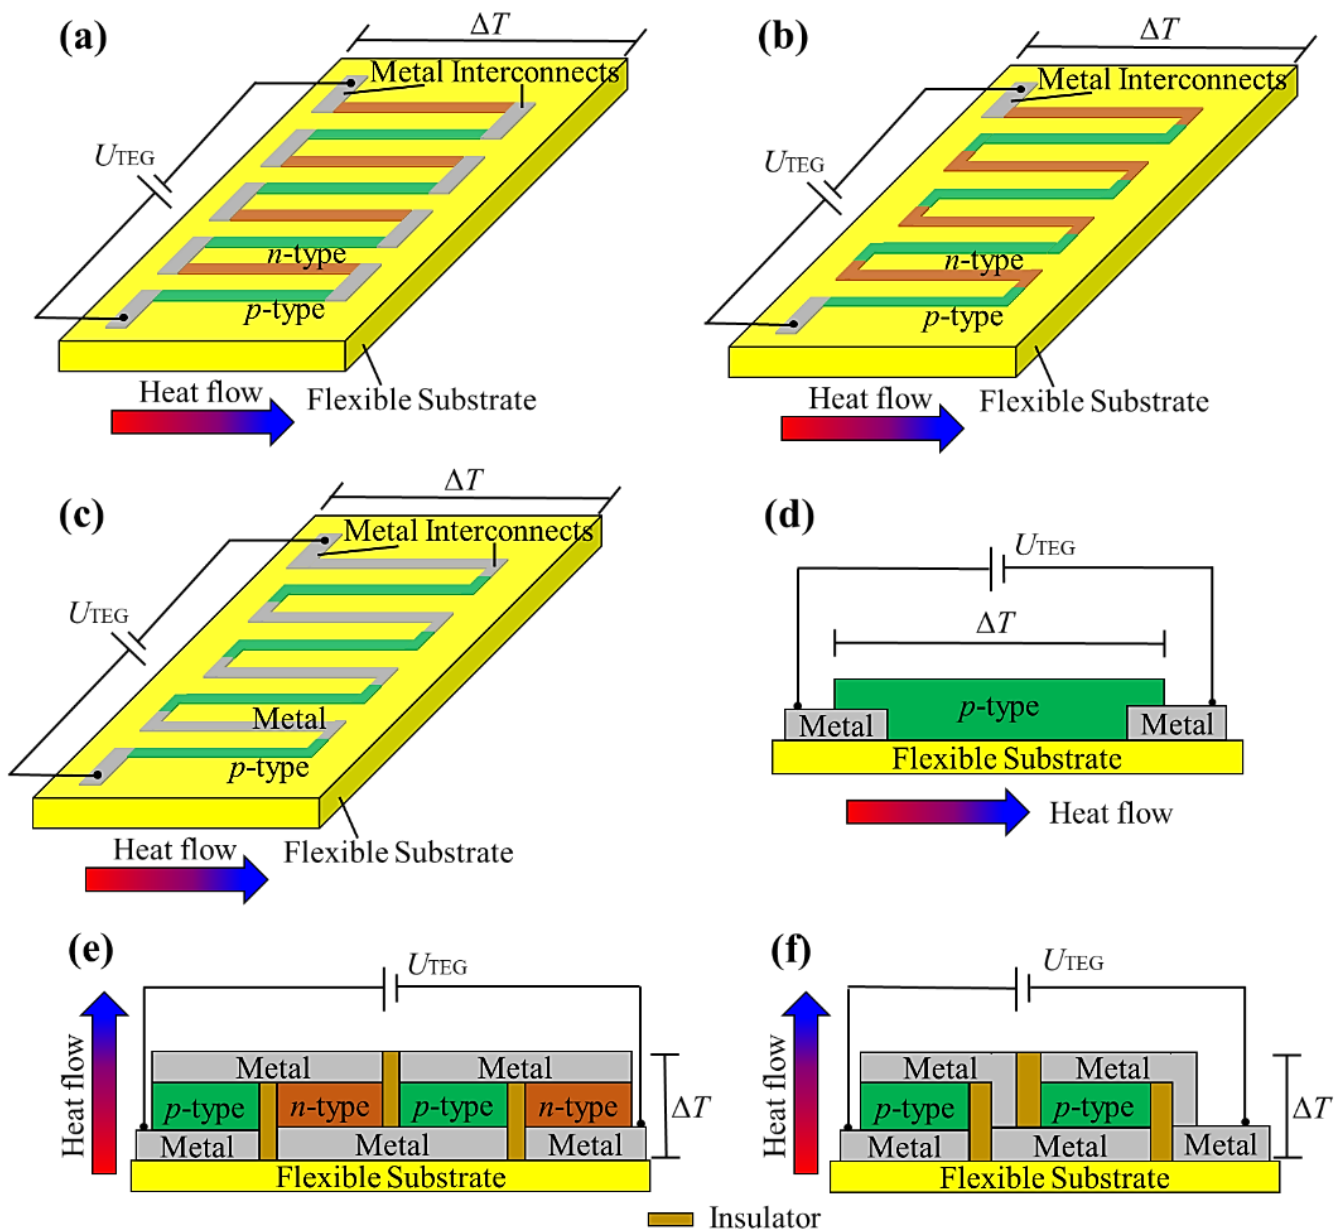 (a)
ΔT
Metal Interconnects
UTEG
n-type
p-type
Heat flow
Flexible Substrate
(b)
ΔT
Metal Interconnects
UTEG
n-type
p-type
Heat flow
Flexible Substrate
(c)
ΔT
Metal Interconnects
UTEG
Metal
p-type
Heat flow
Flexible Substrate
(d)
UTEG
ΔT
p-type
Metal
Metal
Flexible Substrate
Heat flow
(e)
UTEG
Heat flow
Metal
Metal
p-type
n-type
p-type
n-type
ΔT
Metal
Metal
Metal
Flexible Substrate
(f)
UTEG
Heat flow
Metal
Metal
p-type
p-type
ΔT
Metal
Metal
Metal
Flexible Substrate
Insulator